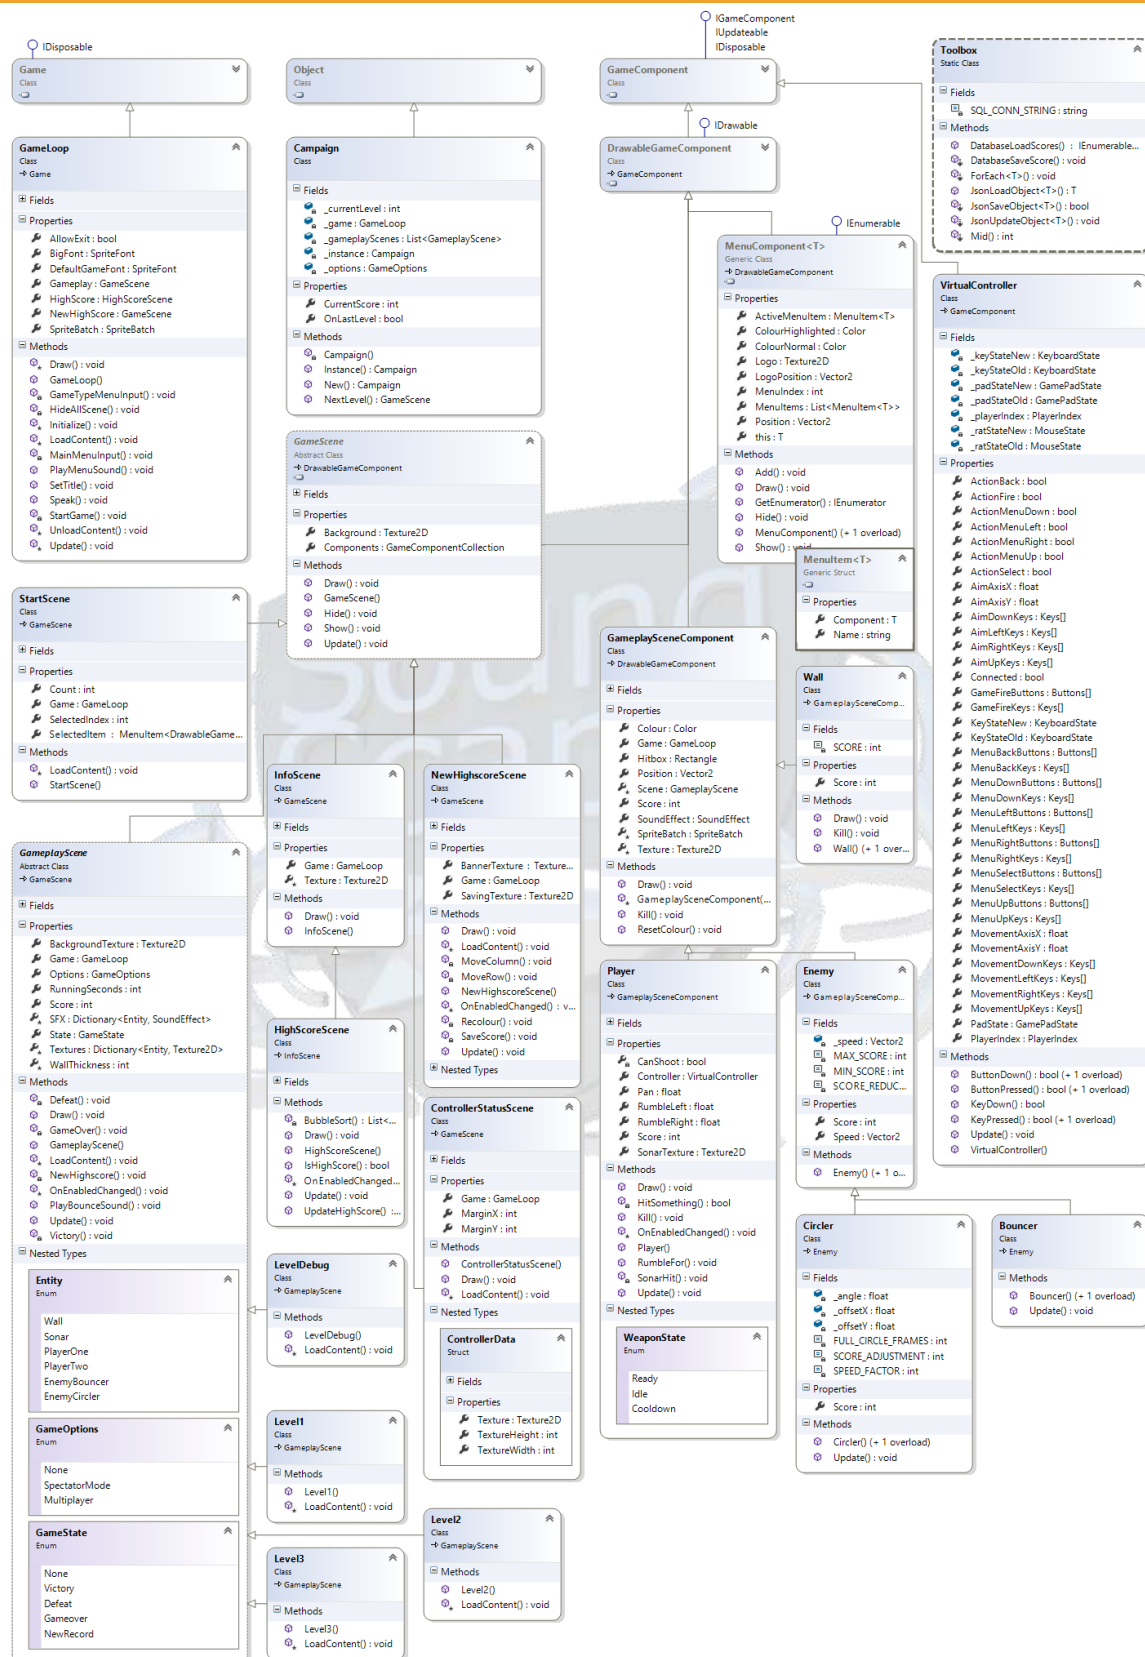 IDisposable
Game
Class
GameLoop
Class
Game
Fields
Properties
AllowExit : bool
BigFont : SpriteFont
DefaultGameFont : SpriteFont
Gameplay : GameScene
HighScore : HighScoreScene
NewHighScore : GameScene
SpriteBatch : SpriteBatch
Methods
Draw() : void
GameLoop()
GameTypeMenuInput() : void
HideAllScene() : void
Initialize() : void
LoadContent() : void
MainMenuInput() : void
PlayMenuSound() : void
SetTitle() : void
Speak() : void
StartGame() : void
UnloadContent() : void
Update() : void
Object
Class
Campaign
Class
Fields
_currentLevel : int
_game : GameLoop
_gameplayScenes : List<GameplayScene>
_instance : Campaign
_options : GameOptions
Properties
CurrentScore : int
OnLastLevel : bool
Methods
Campaign()
Instance() : Campaign
New() : Campaign
NextLevel() : GameScene
GameScene
Abstract Class
DrawableGameComponent
Fields
Properties
Background : Texture2D
Components : GameComponentCollection
Methods
Draw() : void
GameScene()
Hide() : void
Show() : void
Update() : void
IGameComponent
IUpdateable
IDisposable
GameComponent
Class
IDrawable
DrawableGameComponent
Class
GameComponent
IEnumerable
MenuComponent<T>
Generic Class
DrawableGameComponent
Properties
ActiveMenuItem : MenuItem<T>
ColourHighlighted : Color
ColourNormal : Color
Logo : Texture2D
LogoPosition : Vector2
MenuIndex : int
MenuItems : List<MenuItem<T>>
Position : Vector2
this : T
Methods
Add() : void
Draw() : void
GetEnumerator() : IEnumerator
Hide() : void
MenuComponent() (+ 1 overload)
Show() : void
MenuItem<T>
Generic Struct
Properties
Component : T
Name : string
Toolbox
Static Class
Fields
SQL_CONN_STRING : string
Methods
DatabaseLoadScores() : IEnumerable...
DatabaseSaveScore() : void
ForEach<T>() : void
JsonLoadObject<T>() : T
JsonSaveObject<T>() : bool
JsonUpdateObject<T>() : void
Mid() : int
VirtualController
Class
GameComponent
Fields
_keyStateNew : KeyboardState
_keyStateOld : KeyboardState
_padStateNew : GamePadState
_padStateOld : GamePadState
_playerIndex : PlayerIndex
_ratStateNew : MouseState
_ratStateOld : MouseState
Properties
ActionBack : bool
ActionFire : bool
ActionMenuDown : bool
ActionMenuLeft : bool
ActionMenuRight : bool
ActionMenuUp : bool
ActionSelect : bool
AimAxisX : float
AimAxisY : float
AimDownKeys : Keys[]
AimLeftKeys : Keys[]
AimRightKeys : Keys[]
AimUpKeys : Keys[]
Connected : bool
GameFireButtons : Buttons[]
GameFireKeys : Keys[]
KeyStateNew : KeyboardState
KeyStateOld : KeyboardState
MenuBackButtons : Buttons[]
MenuBackKeys : Keys[]
MenuDownButtons : Buttons[]
MenuDownKeys : Keys[]
MenuLeftButtons : Buttons[]
MenuLeftKeys : Keys[]
MenuRightButtons : Buttons[]
MenuRightKeys : Keys[]
MenuSelectButtons : Buttons[]
MenuSelectKeys : Keys[]
MenuUpButtons : Buttons[]
MenuUpKeys : Keys[]
MovementAxisX : float
MovementAxisY : float
MovementDownKeys : Keys[]
MovementLeftKeys : Keys[]
MovementRightKeys : Keys[]
MovementUpKeys : Keys[]
PadState : GamePadState
PlayerIndex : PlayerIndex
Methods
ButtonDown() : bool (+ 1 overload)
ButtonPressed() : bool (+ 1 overload)
KeyDown() : bool
KeyPressed() : bool (+ 1 overload)
Update() : void
VirtualController()
StartScene
Class
GameScene
Fields
Properties
Count : int
Game : GameLoop
SelectedIndex : int
SelectedItem : MenuItem<DrawableGame...
Methods
LoadContent() : void
StartScene()
GameplayScene
Abstract Class
GameScene
Fields
Properties
BackgroundTexture : Texture2D
Game : GameLoop
Options : GameOptions
RunningSeconds : int
Score : int
SFX : Dictionary<Entity, SoundEffect>
State : GameState
Textures : Dictionary<Entity, Texture2D>
WallThickness : int
Methods
Defeat() : void
Draw() : void
GameOver() : void
GameplayScene()
LoadContent() : void
NewHighscore() : void
OnEnabledChanged() : void
PlayBounceSound() : void
Update() : void
Victory() : void
Nested Types
Entity
Enum
Wall
Sonar
PlayerOne
PlayerTwo
EnemyBouncer
EnemyCircler
GameOptions
Enum
None
SpectatorMode
Multiplayer
GameState
Enum
None
Victory
Defeat
Gameover
NewRecord
InfoScene
Class
GameScene
Fields
Properties
Game : GameLoop
Texture : Texture2D
Methods
Draw() : void
InfoScene()
HighScoreScene
Class
InfoScene
Fields
Methods
BubbleSort() : List<...
Draw() : void
HighScoreScene()
IsHighScore() : bool
OnEnabledChanged...
Update() : void
UpdateHighScore() :...
LevelDebug
Class
GameplayScene
Methods
LevelDebug()
LoadContent() : void
Level1
Class
GameplayScene
Methods
Level1()
LoadContent() : void
Level3
Class
GameplayScene
Methods
Level3()
LoadContent() : void
NewHighscoreScene
Class
GameScene
Fields
Properties
BannerTexture : Texture...
Game : GameLoop
SavingTexture : Texture2D
Methods
Draw() : void
LoadContent() : void
MoveColumn() : void
MoveRow() : void
NewHighscoreScene()
OnEnabledChanged() : v...
Recolour() : void
SaveScore() : void
Update() : void
Nested Types
ControllerStatusScene
Class
GameScene
Fields
Properties
Game : GameLoop
MarginX : int
MarginY : int
Methods
ControllerStatusScene()
Draw() : void
LoadContent() : void
Nested Types
ControllerData
Struct
Fields
Properties
Texture : Texture2D
TextureHeight : int
TextureWidth : int
Level2
Class
GameplayScene
Methods
Level2()
LoadContent() : void
GameplaySceneComponent
Class
DrawableGameComponent
Fields
Properties
Colour : Color
Game : GameLoop
Hitbox : Rectangle
Position : Vector2
Scene : GameplayScene
Score : int
SoundEffect : SoundEffect
SpriteBatch : SpriteBatch
Texture : Texture2D
Methods
Draw() : void
GameplaySceneComponent(...
Kill() : void
ResetColour() : void
Wall
Class
GameplaySceneComp...
Fields
SCORE : int
Properties
Score : int
Methods
Draw() : void
Kill() : void
Wall() (+ 1 over...
Player
Class
GameplaySceneComponent
Fields
Properties
CanShoot : bool
Controller : VirtualController
Pan : float
RumbleLeft : float
RumbleRight : float
Score : int
SonarTexture : Texture2D
Methods
Draw() : void
HitSomething() : bool
Kill() : void
OnEnabledChanged() : void
Player()
RumbleFor() : void
SonarHit() : void
Update() : void
Nested Types
WeaponState
Enum
Ready
Idle
Cooldown
Enemy
Class
GameplaySceneComp...
Fields
_speed : Vector2
MAX_SCORE : int
MIN_SCORE : int
SCORE_REDUC...
Properties
Score : int
Speed : Vector2
Methods
Enemy() (+ 1 o...
Circler
Class
Enemy
Fields
_angle : float
_offsetX : float
_offsetY : float
FULL_CIRCLE_FRAMES : int
SCORE_ADJUSTMENT : int
SPEED_FACTOR : int
Properties
Score : int
Methods
Circler() (+ 1 overload)
Update() : void
Bouncer
Class
Enemy
Methods
Bouncer() (+ 1 overload)
Update() : void